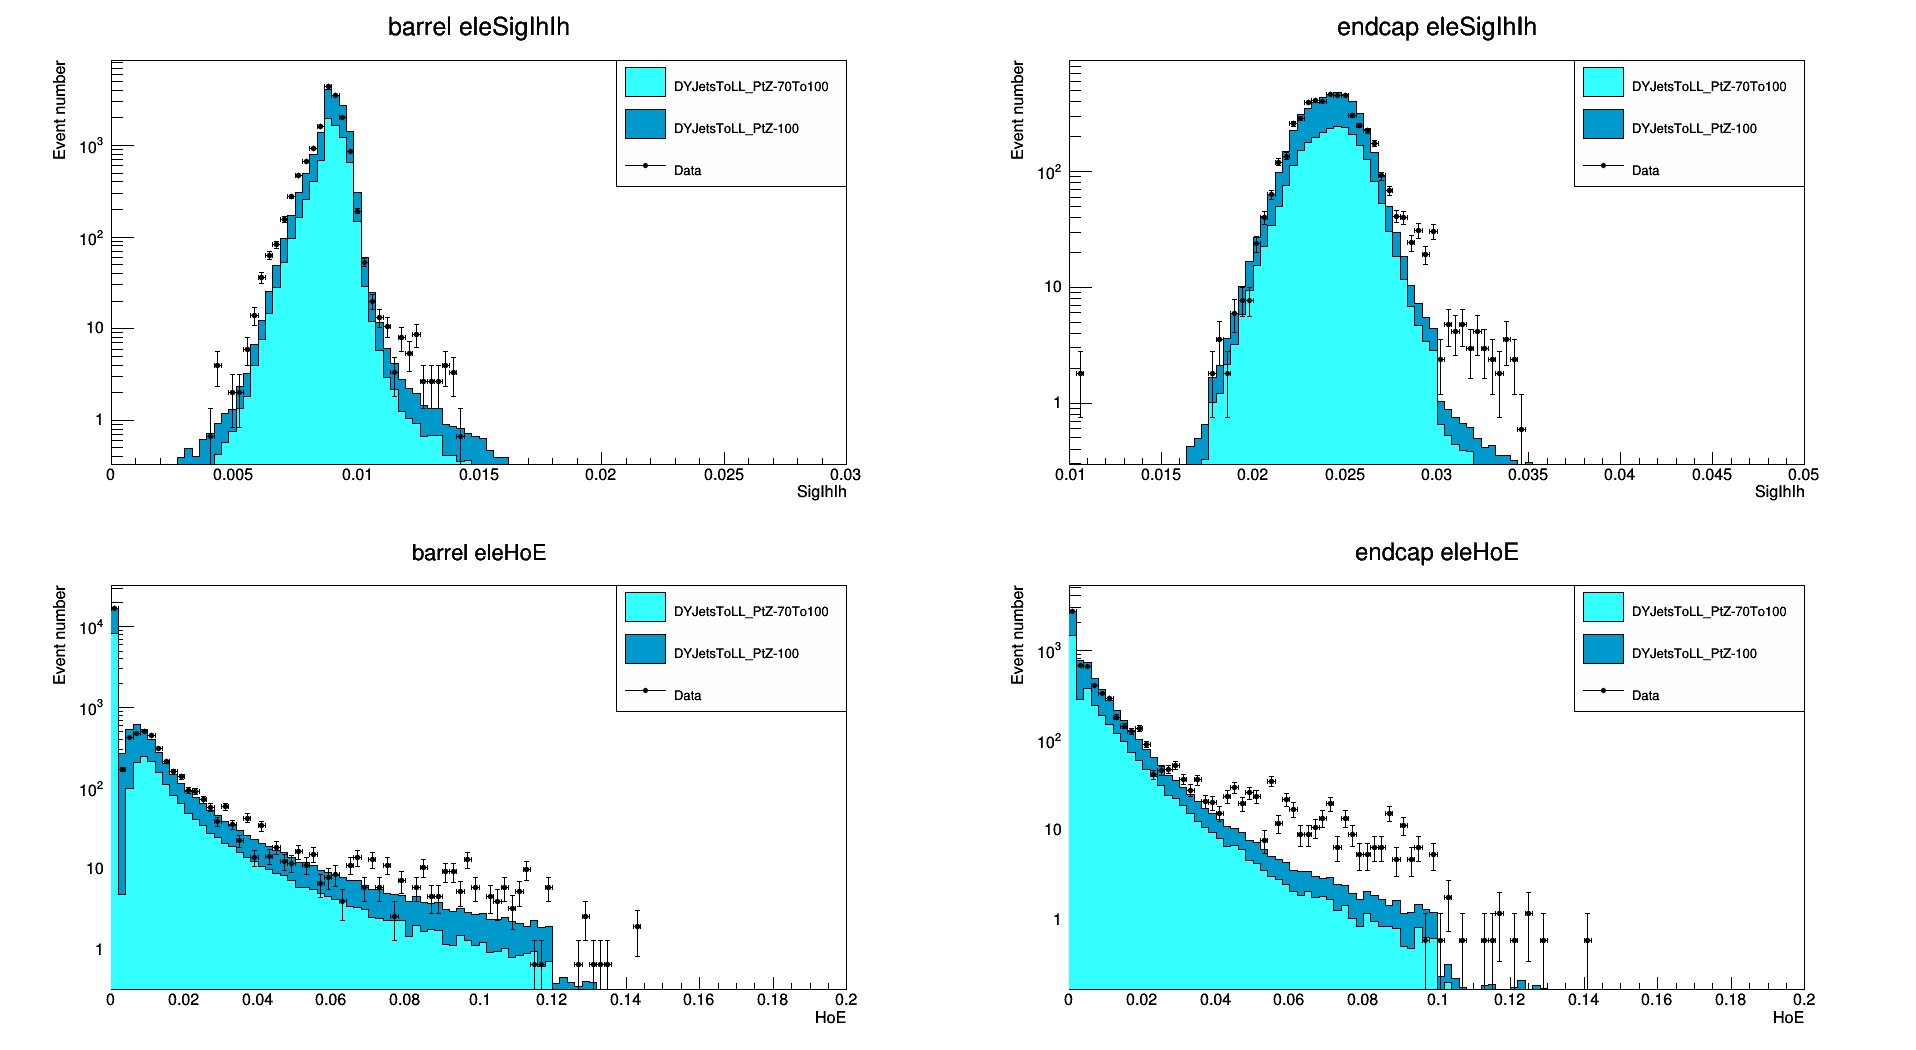 barrel eleSigIhIh
Event number
10^3
10^2
10
1
0 0.005 0.01 0.015 0.02 0.025 0.03
SigIhIh
DYJetsToLL_PtZ-70To100
DYJetsToLL_PtZ-100
Data
endcap eleSigIhIh
Event number
10^2
10
1
0.01 0.015 0.02 0.025 0.03 0.035 0.04 0.045 0.05
SigIhIh
DYJetsToLL_PtZ-70To100
DYJetsToLL_PtZ-100
Data
barrel eleHoE
Event number
10^4
10^3
10^2
10
1
0 0.02 0.04 0.06 0.08 0.1 0.12 0.14 0.16 0.18 0.2
HoE
DYJetsToLL_PtZ-70To100
DYJetsToLL_PtZ-100
Data
endcap eleHoE
Event number
10^3
10^2
10
1
0 0.02 0.04 0.06 0.08 0.1 0.12 0.14 0.16 0.18 0.2
HoE
DYJetsToLL_PtZ-70To100
DYJetsToLL_PtZ-100
Data